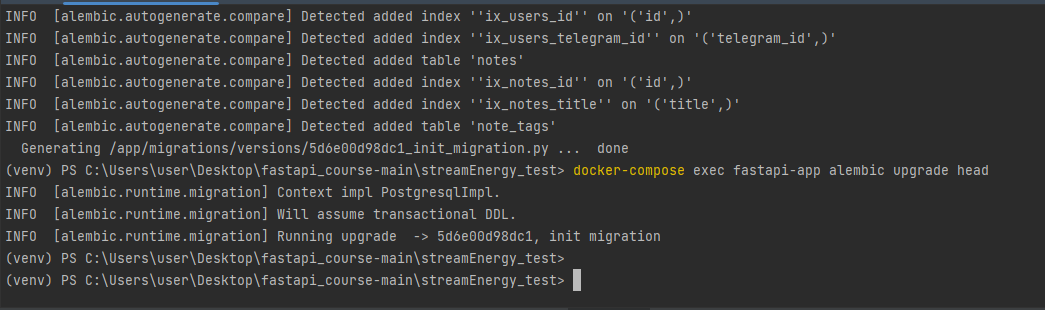 INFO  [alembic.autogenerate.compare] Detected added index ''ix_users_id'' on '('id',)'
INFO  [alembic.autogenerate.compare] Detected added index ''ix_users_telegram_id'' on '('telegram_id',)'
INFO  [alembic.autogenerate.compare] Detected added table 'notes'
INFO  [alembic.autogenerate.compare] Detected added index ''ix_notes_id'' on '('id',)'
INFO  [alembic.autogenerate.compare] Detected added index ''ix_notes_title'' on '('title',)'
INFO  [alembic.autogenerate.compare] Detected added table 'note_tags'
  Generating /app/migrations/versions/5d6e00d98dc1_init_migration.py ...  done
(venv) PS C:\Users\user\Desktop\fastapi_course-main\streamEnergy_test> docker-compose exec fastapi-app alembic upgrade head
INFO  [alembic.runtime.migration] Context impl PostgresqlImpl.
INFO  [alembic.runtime.migration] Will assume transactional DDL.
INFO  [alembic.runtime.migration] Running upgrade  -> 5d6e00d98dc1, init migration
(venv) PS C:\Users\user\Desktop\fastapi_course-main\streamEnergy_test>
(venv) PS C:\Users\user\Desktop\fastapi_course-main\streamEnergy_test>